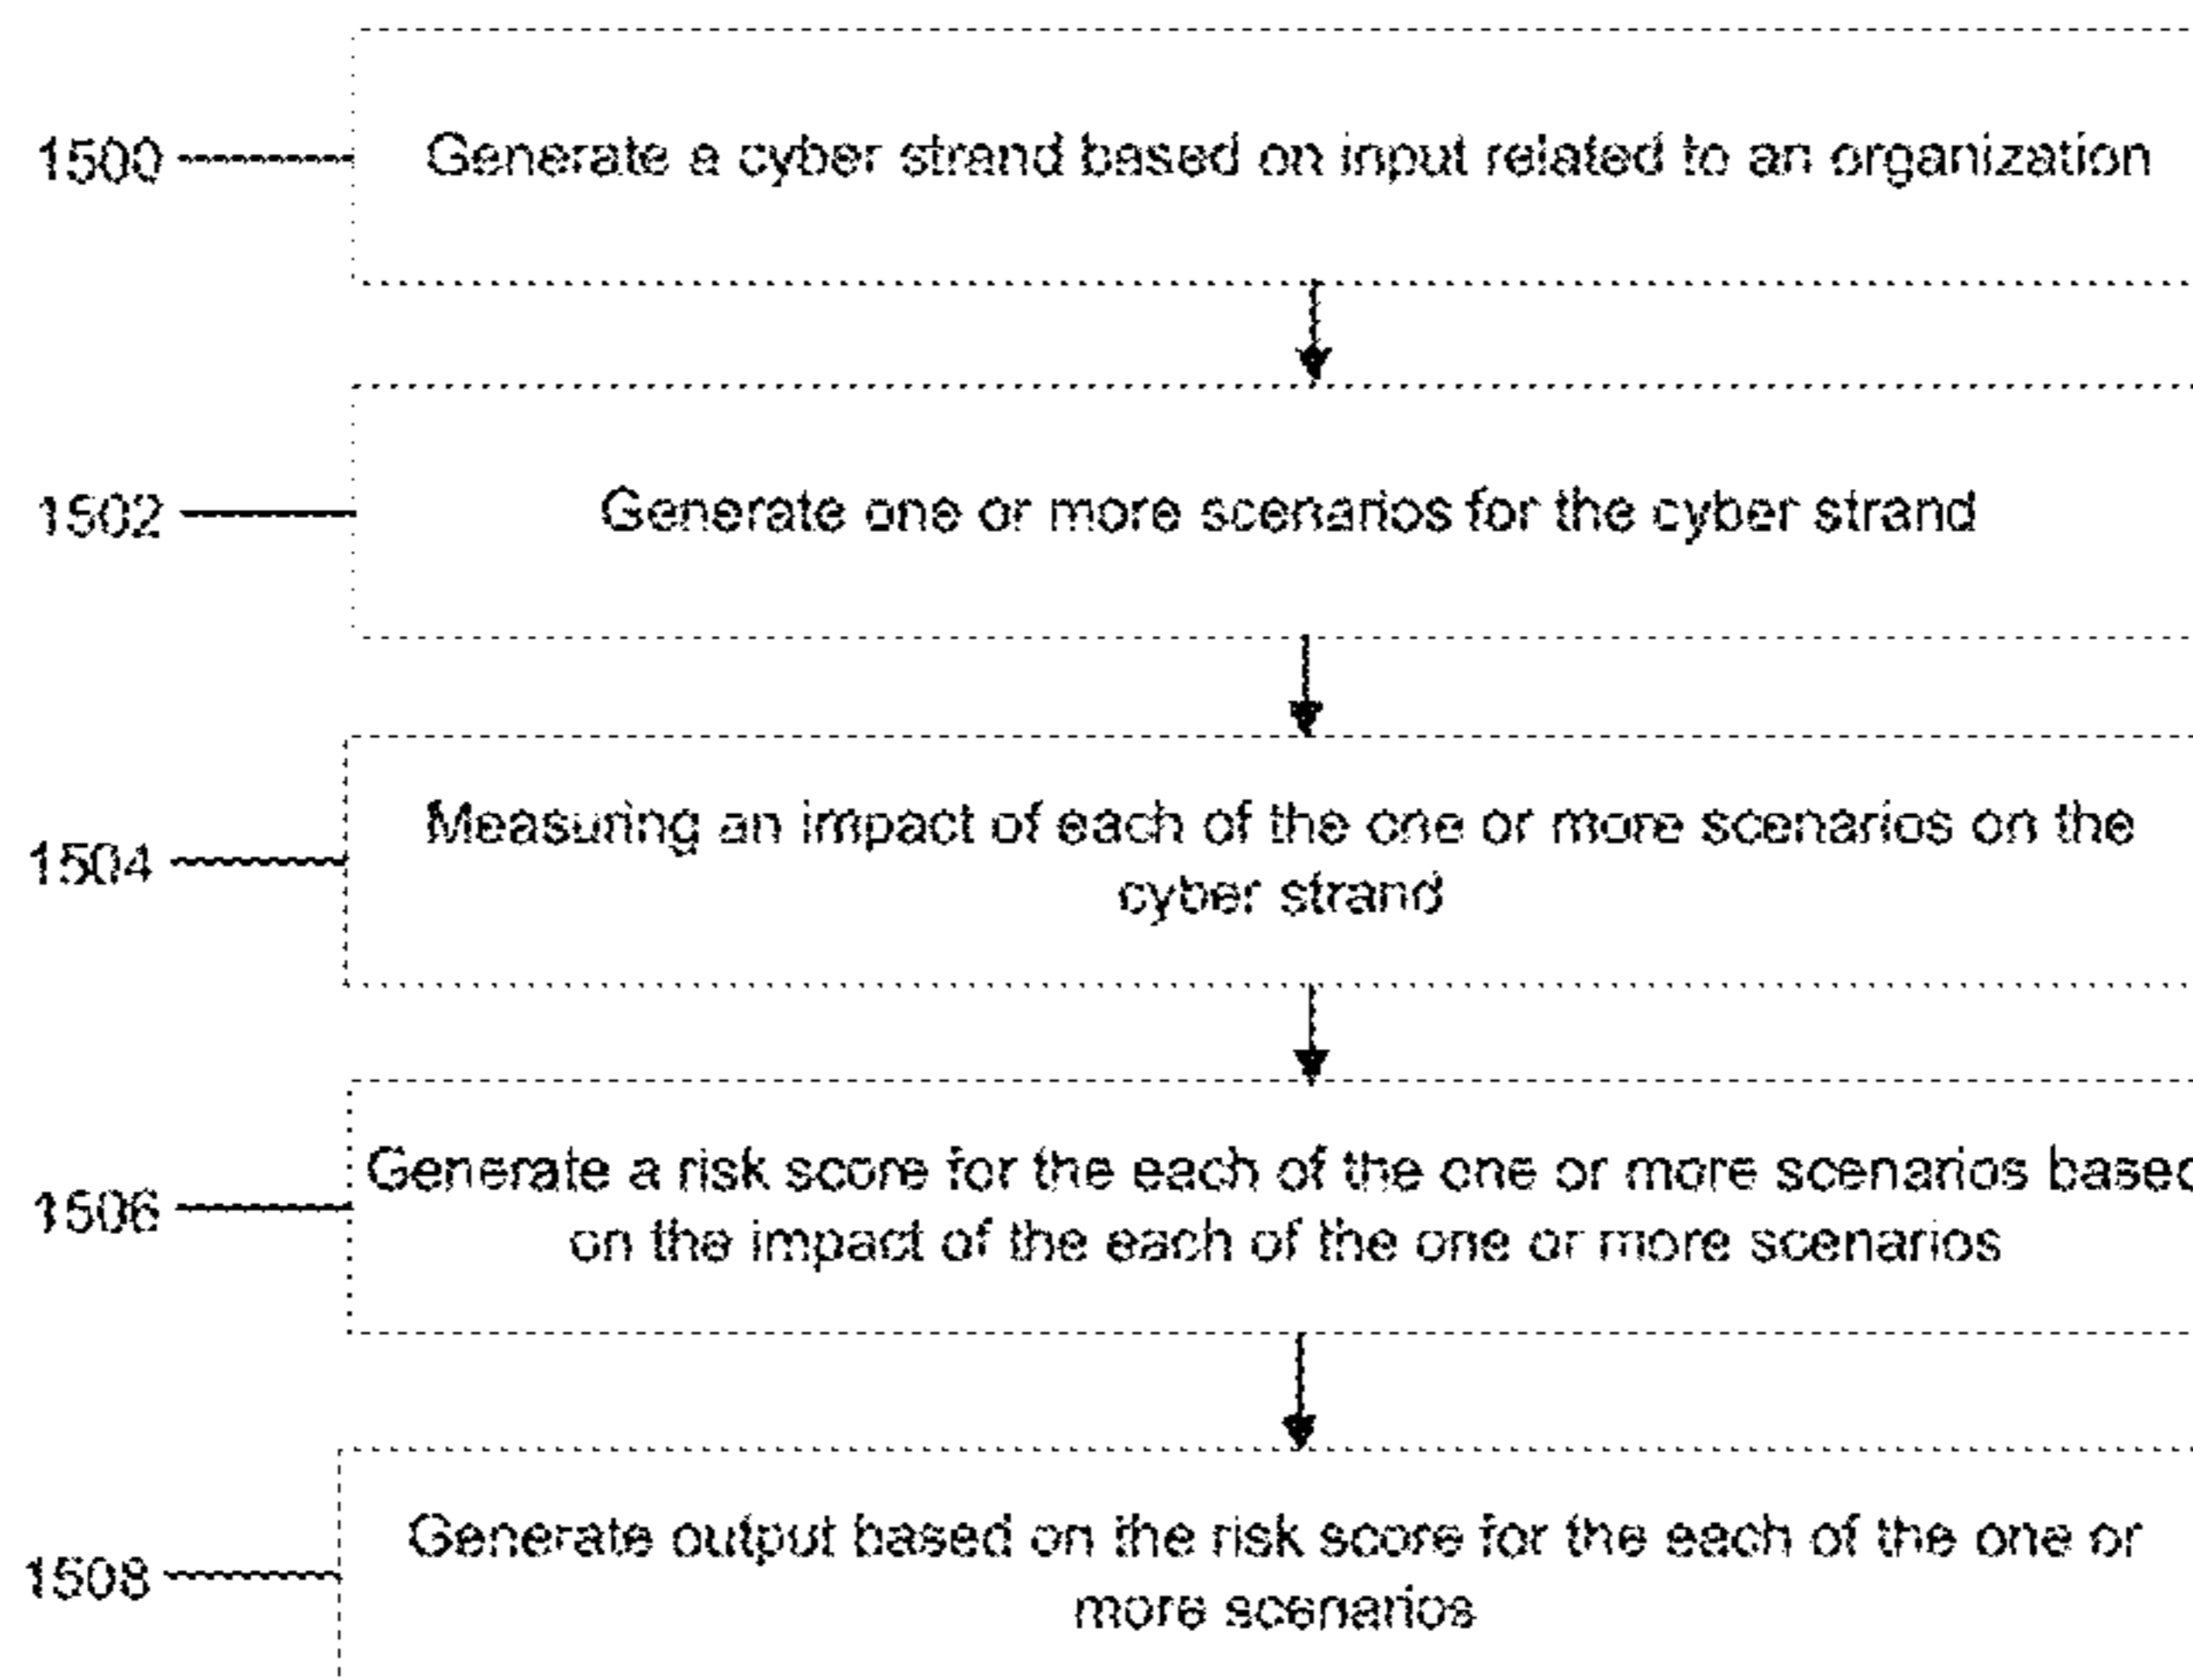 1500
Generate a cyber strand based on input related to an organization
1502
Generate one or more scenarios for the cyber strand
1504
Measuring an impact of each of the one or more scenarios on the
cyber strand
1506
Generate a risk score for the each of the one or more scenarios based
on the impact of the each of the one or more scenarios
1508
Generate output based on the risk score for the each of the one or
more scenarios